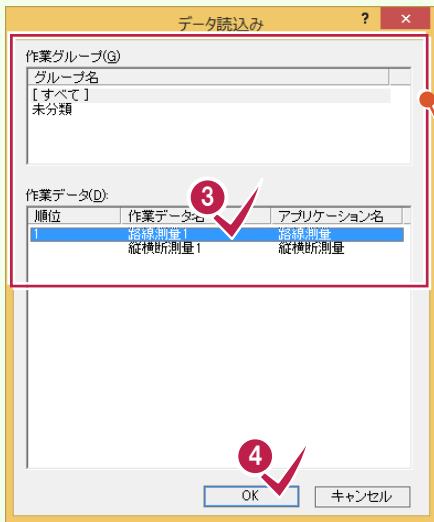 データ読込み
? ×
作業グループ(G)
グループ名
[すべて]
未分類
作業データ(D):
順位 作業データ名 アプリケーション名
1 路線測量1 路線測量
縦横断測量1 縦横断測量
3
4
OK キャンセル